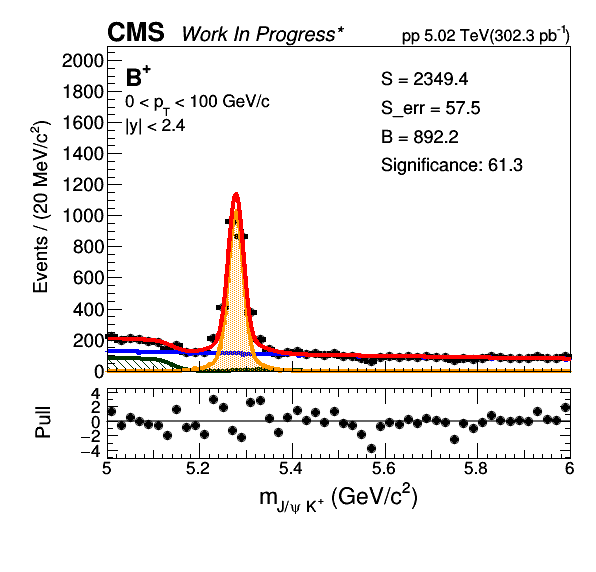 CMS Work In Progress* pp 5.02 TeV(302.3 pb⁻¹)
B⁺
0 < p_T < 100 GeV/c
|y| < 2.4
S = 2349.4
S_err = 57.5
B = 892.2
Significance: 61.3
Events / (20 MeV/c²)
2000
1800
1600
1400
1200
1000
800
600
400
200
0
Pull
4
2
0
−2
−4
5 5.2 5.4 5.6 5.8 6
m_{J/ψ K⁺} (GeV/c²)